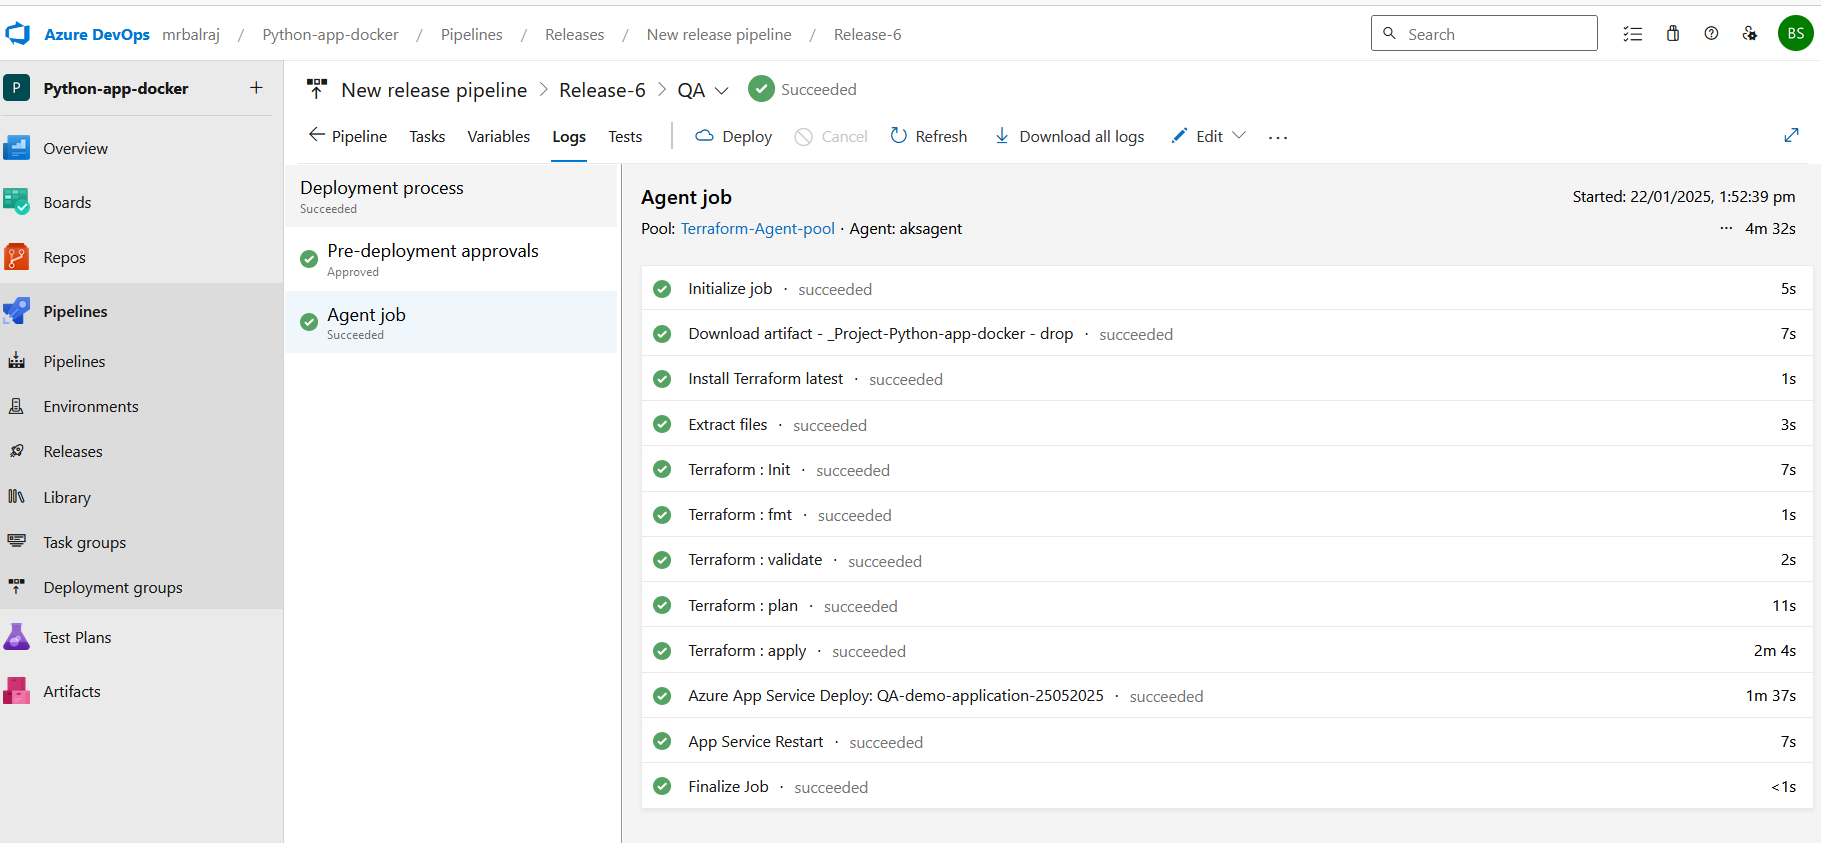 Azure DevOps mrbalraj / Python-app-docker / Pipelines / Releases / New release pipeline / Release-6
Search
BS
P Python-app-docker +
Overview
Boards
Repos
Pipelines
Pipelines
Environments
Releases
Library
Task groups
Deployment groups
Test Plans
Artifacts
New release pipeline > Release-6 > QA Succeeded
← Pipeline Tasks Variables Logs Tests Deploy Cancel Refresh Download all logs Edit ...
Deployment process
Succeeded
Pre-deployment approvals
Approved
Agent job
Succeeded
Agent job Started: 22/01/2025, 1:52:39 pm
Pool: Terraform-Agent-pool · Agent: aksagent ... 4m 32s
Initialize job · succeeded 5s
Download artifact - _Project-Python-app-docker - drop · succeeded 7s
Install Terraform latest · succeeded 1s
Extract files · succeeded 3s
Terraform : Init · succeeded 7s
Terraform : fmt · succeeded 1s
Terraform : validate · succeeded 2s
Terraform : plan · succeeded 11s
Terraform : apply · succeeded 2m 4s
Azure App Service Deploy: QA-demo-application-25052025 · succeeded 1m 37s
App Service Restart · succeeded 7s
Finalize Job · succeeded <1s